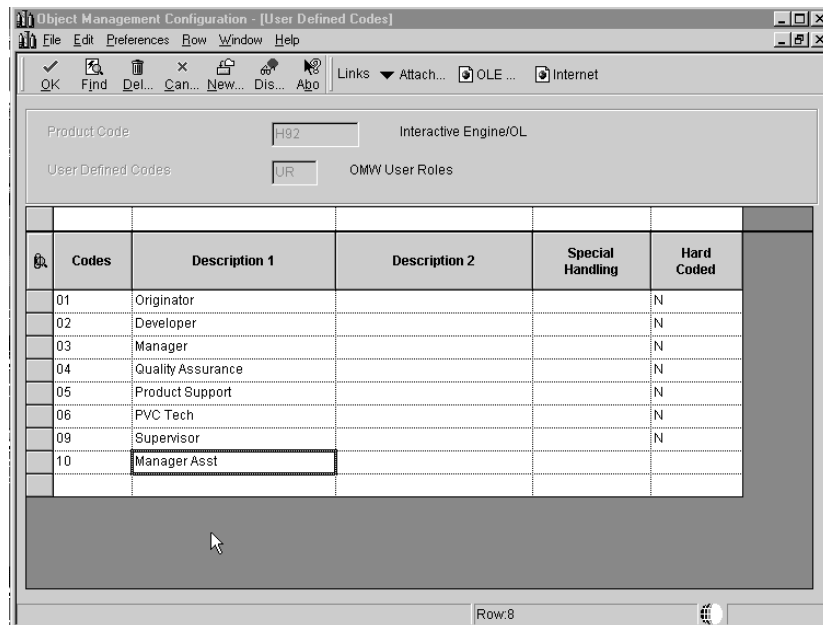 Object Management Configuration - [User Defined Codes]
File Edit Preferences Row Window Help
OK Find Del... Can... New... Dis... Abo Links Attach... OLE ... Internet
Product Code H92 Interactive Engine/OL
User Defined Codes UR OMW User Roles
Codes Description 1 Description 2 Special Handling Hard Coded
01 Originator N
02 Developer N
03 Manager N
04 Quality Assurance N
05 Product Support N
06 PVC Tech N
09 Supervisor N
10 Manager Asst
Row:8